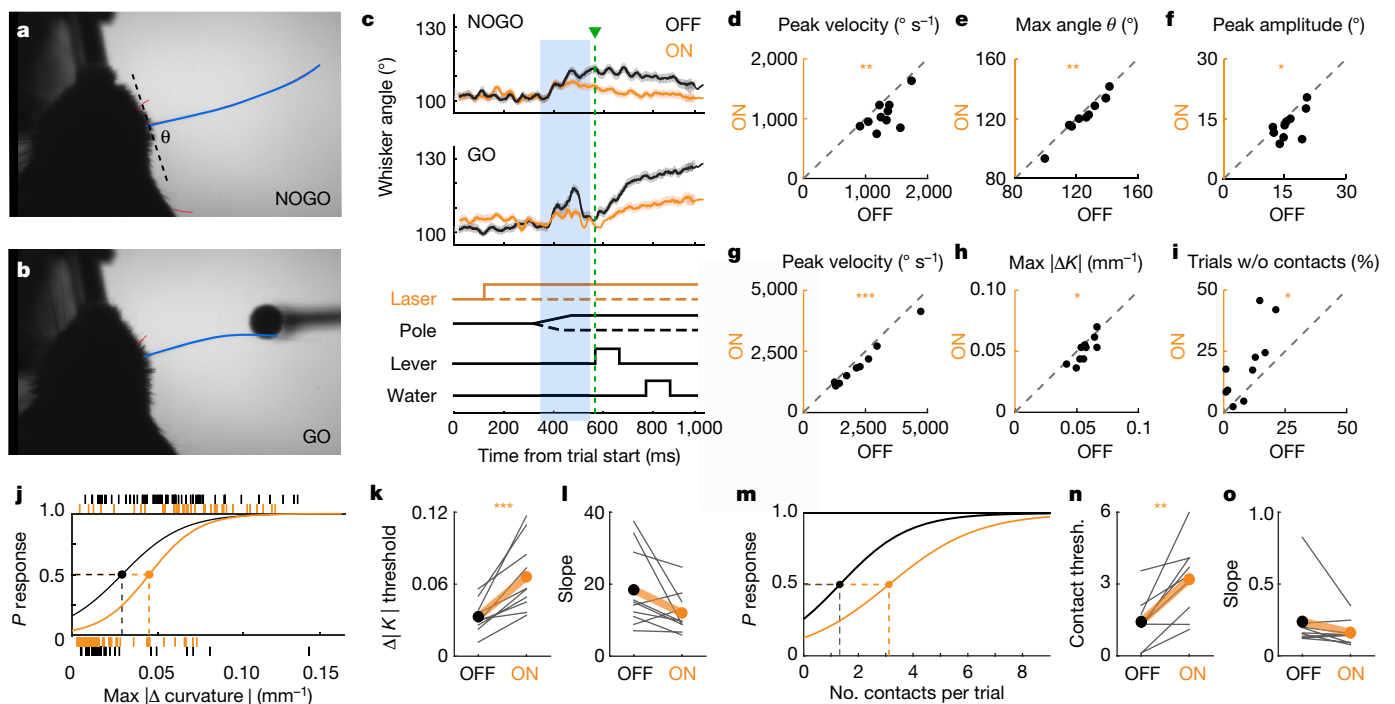 a
θ
NOGO
b
GO
c
NOGO
OFF
ON
130
100
Whisker angle (°)
GO
130
100
Laser
Pole
Lever
Water
0 200 400 600 800 1,000
Time from trial start (ms)
d
Peak velocity (° s–1)
**
2,000
1,000
0
ON
0 1,000 2,000
OFF
e
Max angle θ (°)
**
160
120
80
ON
80 120 160
OFF
f
Peak amplitude (°)
*
30
15
0
ON
0 15 30
OFF
g
Peak velocity (° s–1)
***
5,000
2,500
0
ON
0 2,500 5,000
OFF
h
Max |ΔK| (mm–1)
*
0.10
0.05
0
ON
0 0.05 0.1
OFF
i
Trials w/o contacts (%)
*
50
25
0
ON
0 25 50
OFF
j
1.0
0.5
0
P response
0 0.05 0.10 0.15
Max |Δ curvature | (mm–1)
k
***
0.12
0.06
0
Δ| K | threshold
OFF ON
l
40
20
0
Slope
OFF ON
m
1.0
0.5
0
P response
0 2 4 6 8
No. contacts per trial
n
**
6
3
0
Contact thresh.
OFF ON
o
1.0
0.5
0
Slope
OFF ON